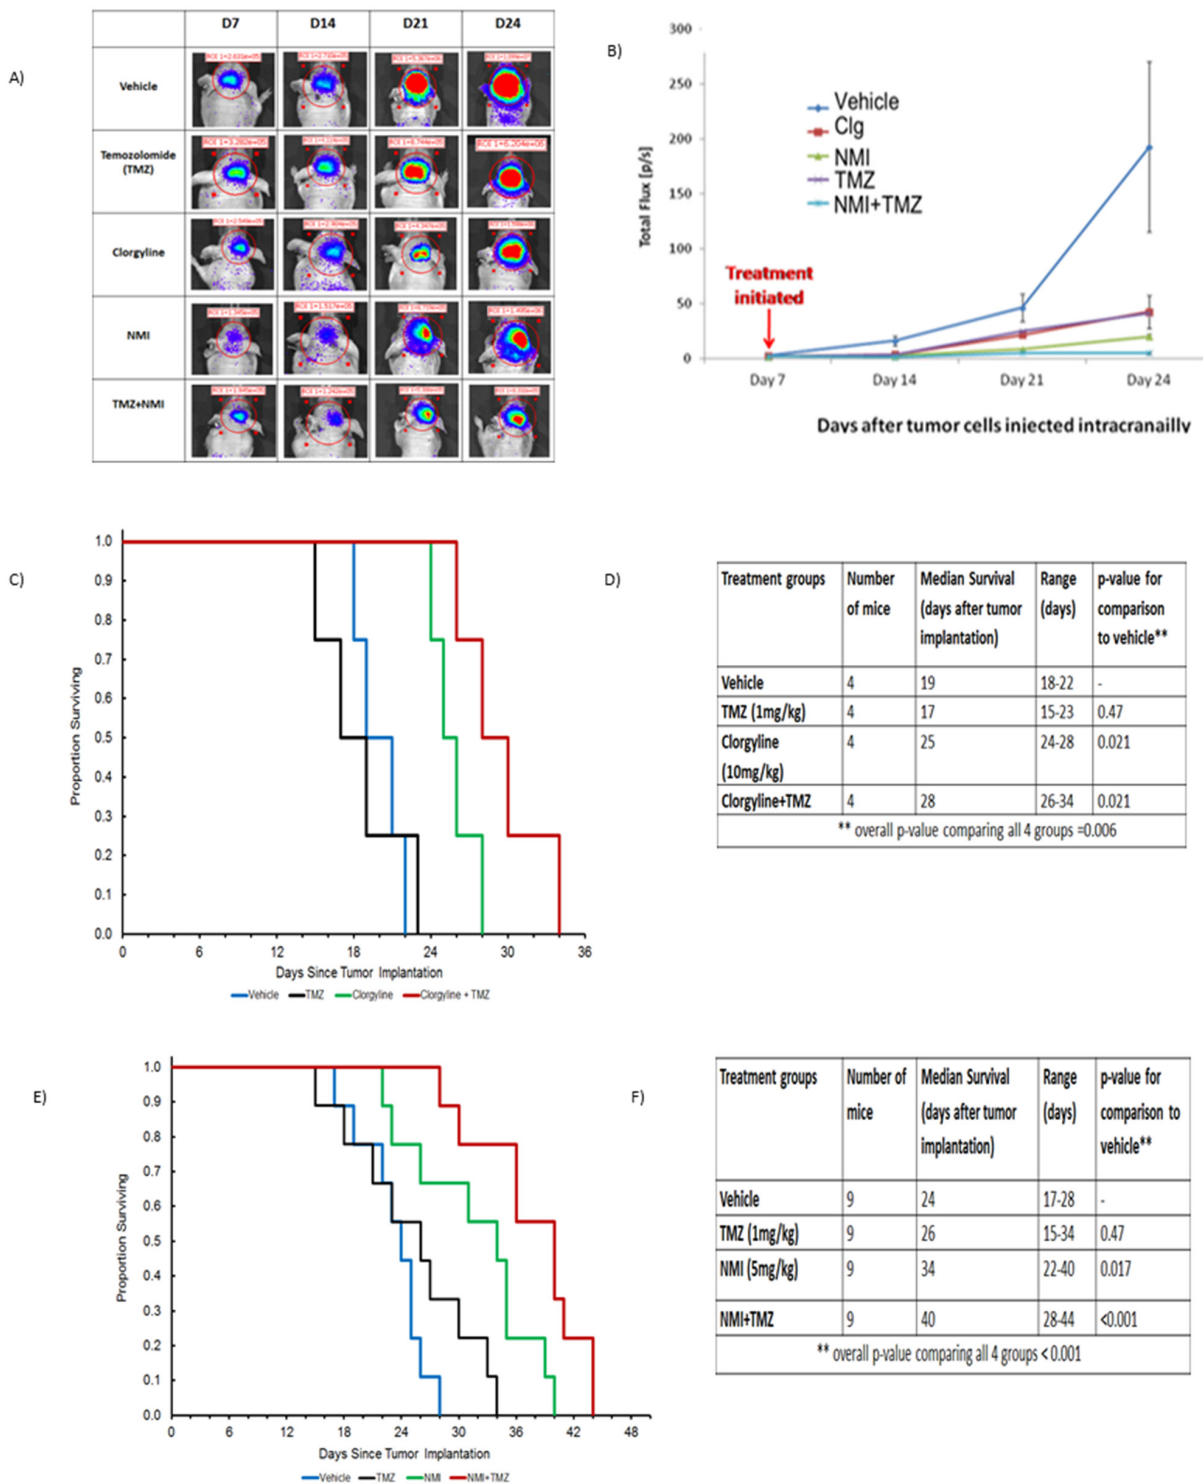 A)
D7 D14 D21 D24
Vehicle
Temozolomide
(TMZ)
Clorgyline
NMI
TMZ+NMI
B)
300
250
200
150
100
50
0
Total Flux [p/s]
Vehicle
Clg
NMI
TMZ
NMI+TMZ
Treatment
initiated
Day 7 Day 14 Day 21 Day 24
Days after tumor cells injected intracranailly
C)
1.0
0.9
0.8
0.7
0.6
0.5
0.4
0.3
0.2
0.1
0.0
Proportion Surviving
0 6 12 18 24 30 36
Days Since Tumor Implantation
Vehicle TMZ Clorgyline Clorgyline + TMZ
D)
Treatment groups Number Median Survival Range p-value for
of mice (days after tumor (days) comparison
implantation) to vehicle**
Vehicle 4 19 18-22 -
TMZ (1mg/kg) 4 17 15-23 0.47
Clorgyline 4 25 24-28 0.021
(10mg/kg)
Clorgyline+TMZ 4 28 26-34 0.021
** overall p-value comparing all 4 groups =0.006
E)
1.0
0.9
0.8
0.7
0.6
0.5
0.4
0.3
0.2
0.1
0.0
Proportion Surviving
0 6 12 18 24 30 36 42 48
Days Since Tumor Implantation
Vehicle TMZ NMI NMI+TMZ
F)
Treatment groups Number of Median Survival Range p-value for
mice (days after tumor (days) comparison to
implantation) vehicle**
Vehicle 9 24 17-28 -
TMZ (1mg/kg) 9 26 15-34 0.47
NMI (5mg/kg) 9 34 22-40 0.017
NMI+TMZ 9 40 28-44 <0.001
** overall p-value comparing all 4 groups < 0.001